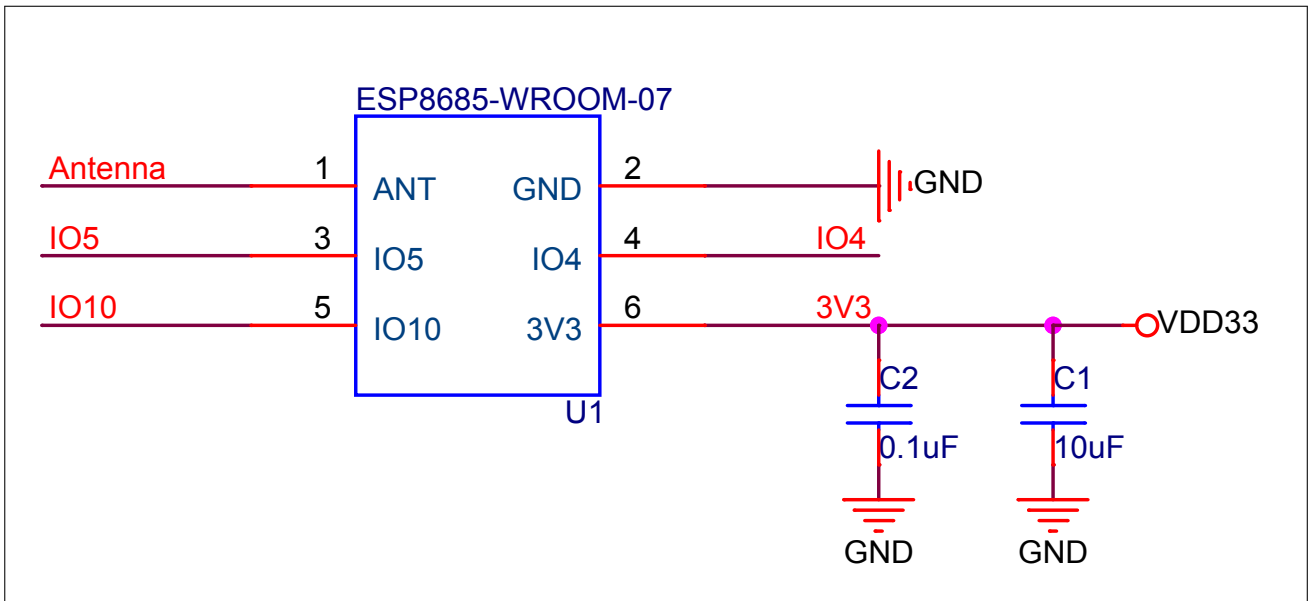 ESP8685-WROOM-07
Antenna 1 ANT GND 2 GND
IO5 3 IO5 IO4 4 IO4
IO10 5 IO10 3V3 6 3V3 VDD33
U1
C2 C1
0.1uF 10uF
GND GND